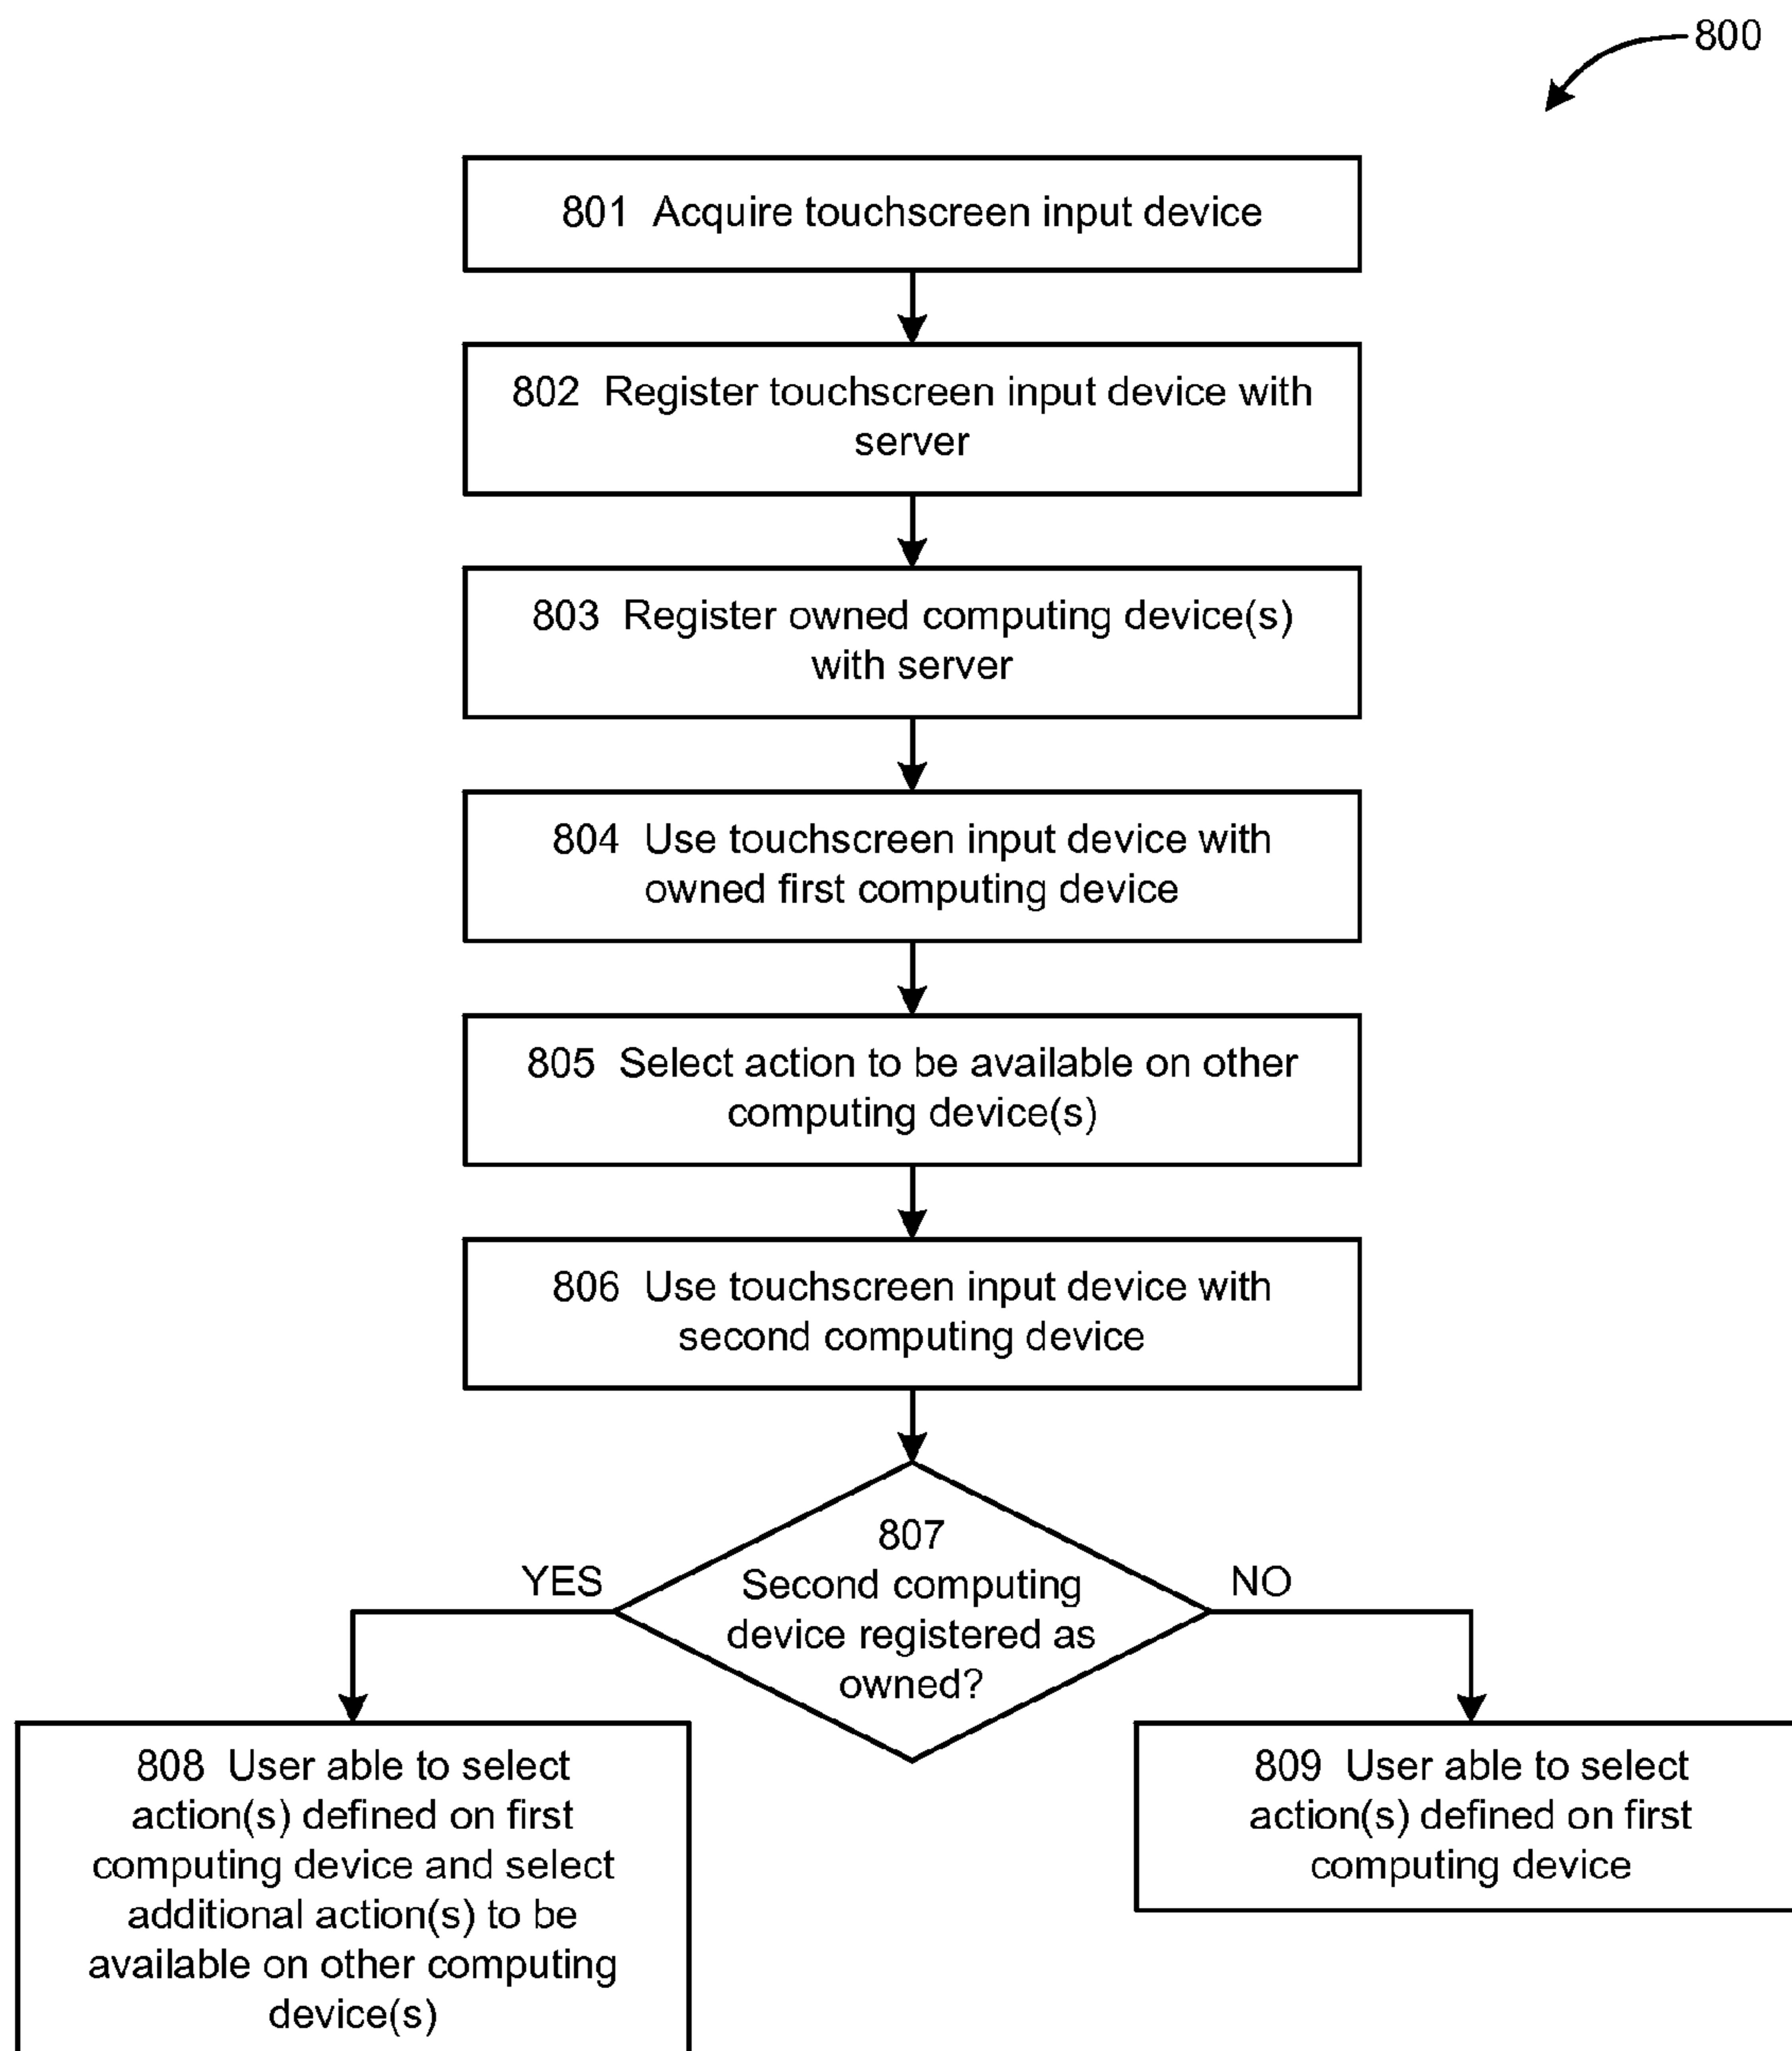 800
801 Acquire touchscreen input device
802 Register touchscreen input device with
server
803 Register owned computing device(s)
with server
804 Use touchscreen input device with
owned first computing device
805 Select action to be available on other
computing device(s)
806 Use touchscreen input device with
second computing device
807
Second computing
device registered as
owned?
YES
NO
808 User able to select
action(s) defined on first
computing device and select
additional action(s) to be
available on other computing
device(s)
809 User able to select
action(s) defined on first
computing device